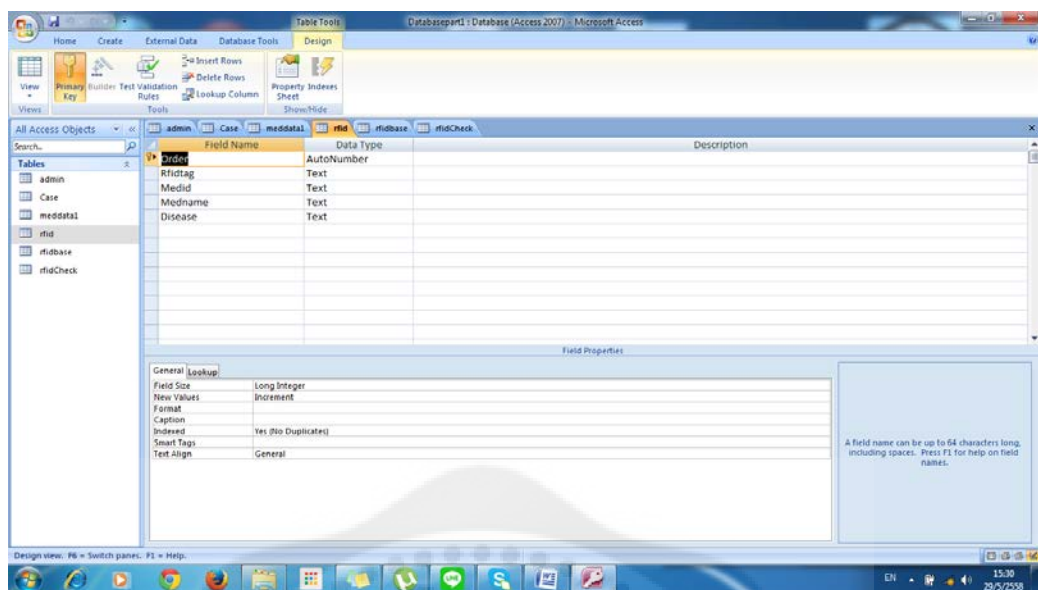 Table Tools Databasepart1 : Database (Access 2007) - Microsoft Access
Home Create External Data Database Tools Design
View
Primary Key
Builder
Test Validation Rules
Insert Rows
Delete Rows
Lookup Column
Property Sheet
Indexes
Views Tools Show/Hide
All Access Objects
Search..
Tables
admin
Case
meddata1
rfid
rfidbase
rfidCheck
admin Case meddata1 rfid rfidbase rfidCheck
Field Name Data Type Description
Order AutoNumber
Rfidtag Text
Medid Text
Medname Text
Disease Text
Field Properties
General Lookup
Field Size Long Integer
New Values Increment
Format
Caption
Indexed Yes (No Duplicates)
Smart Tags
Text Align General
A field name can be up to 64 characters long,
including spaces. Press F1 for help on field
names.
Design view. F6 = Switch panes. F1 = Help.
EN 15:30
29/5/2558